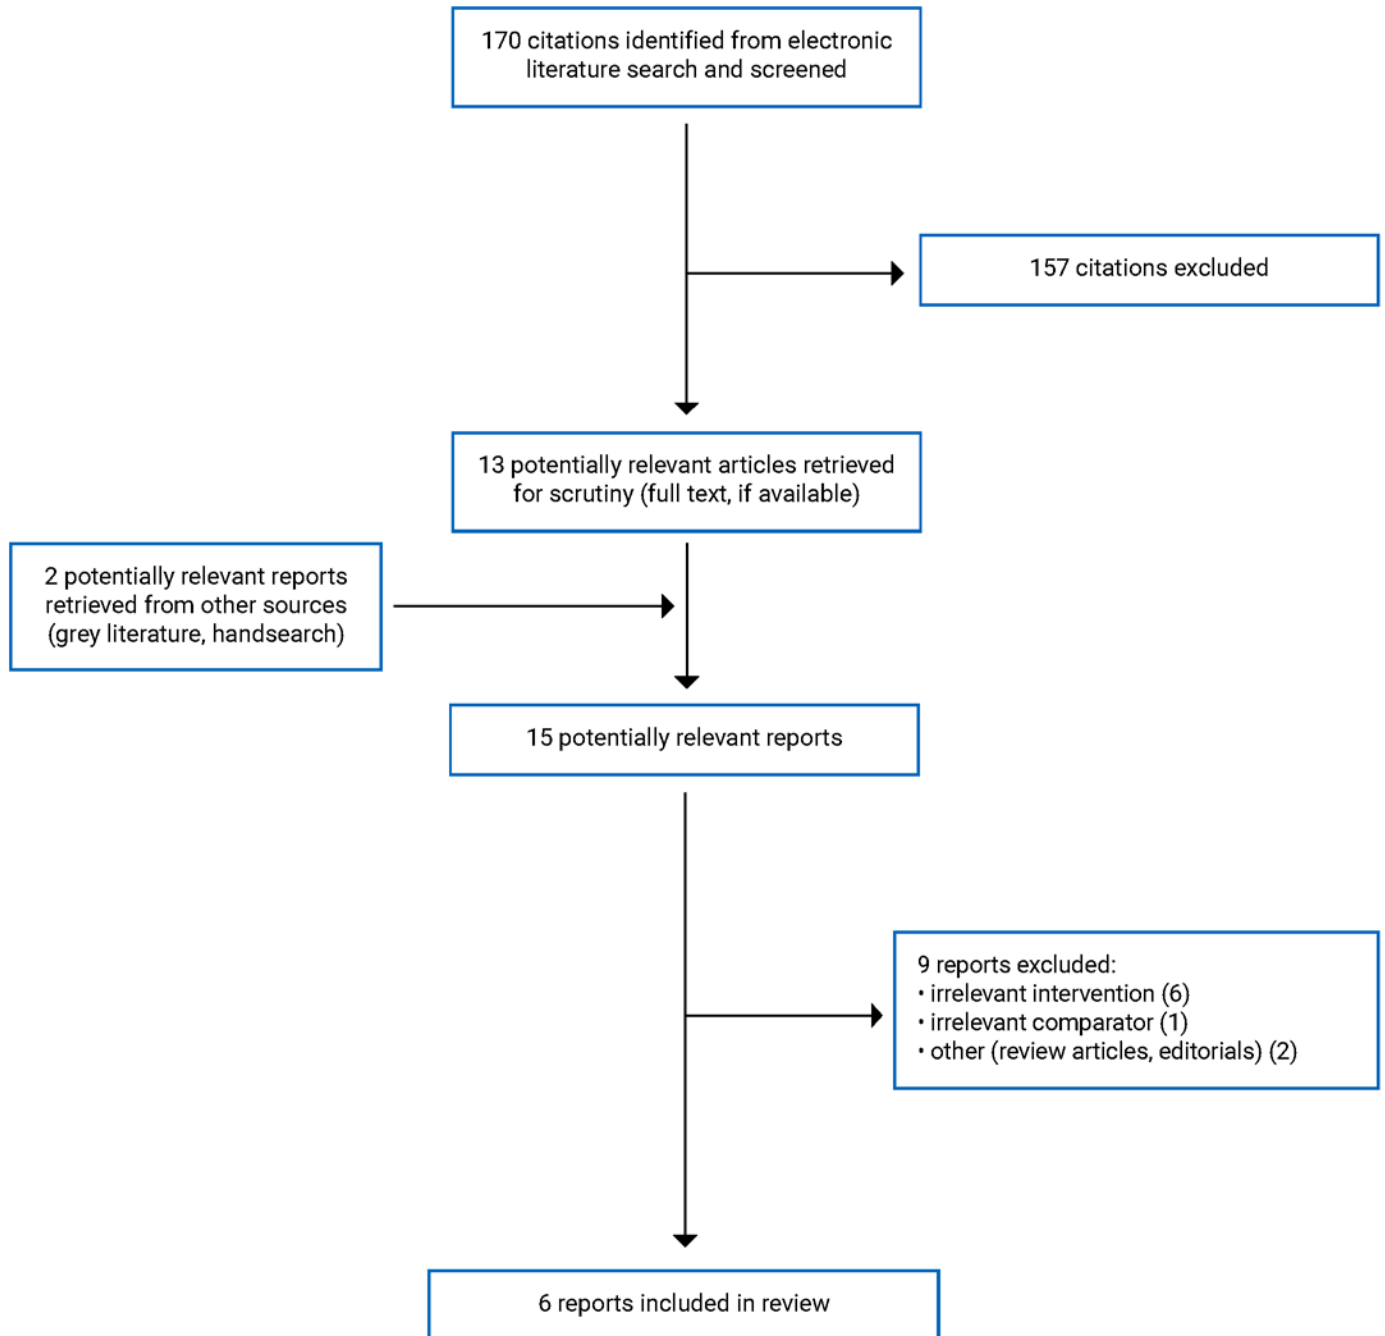 170 citations identified from electronic
literature search and screened
157 citations excluded
13 potentially relevant articles retrieved
for scrutiny (full text, if available)
2 potentially relevant reports
retrieved from other sources
(grey literature, handsearch)
15 potentially relevant reports
9 reports excluded:
• irrelevant intervention (6)
• irrelevant comparator (1)
• other (review articles, editorials) (2)
6 reports included in review